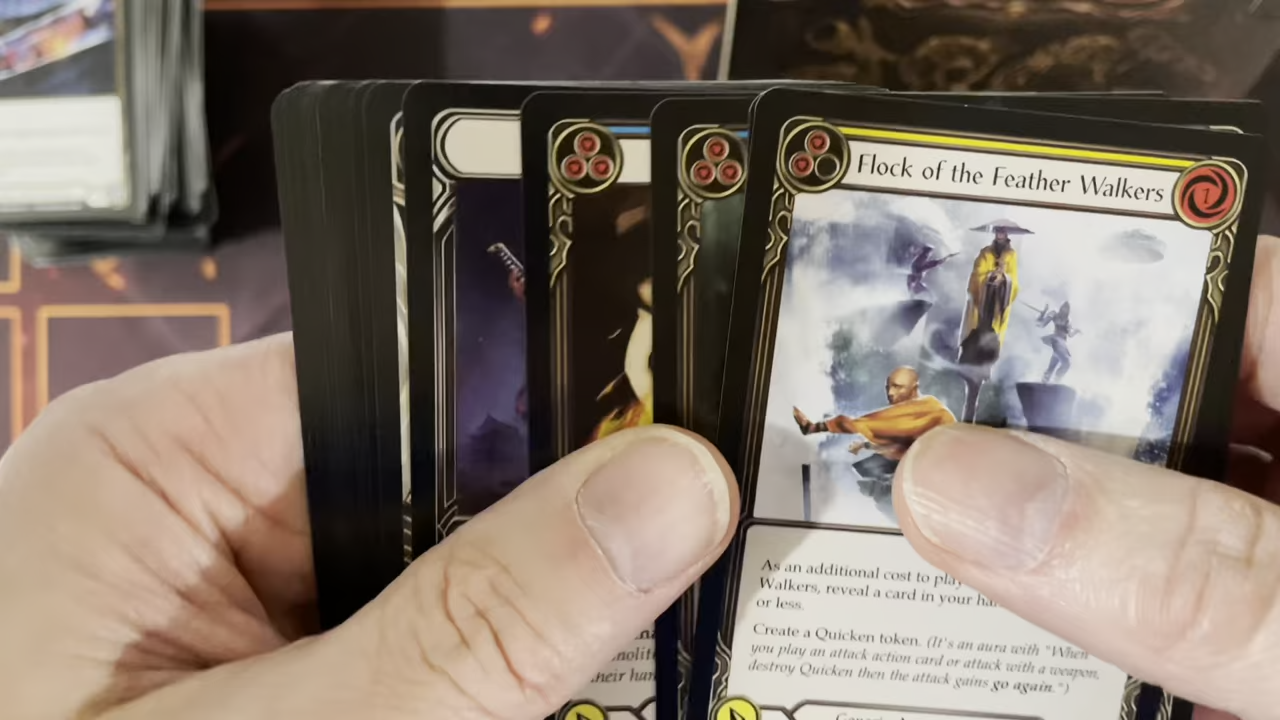 Flock of the Feather Walkers
1
As an additional cost to play
Walkers, reveal a card in your
or less.
Create a Quicken token. (It's an aura with "When
you play an attack action card or attack with a weapon,
destroy Quicken then the attack gains go again.")
their